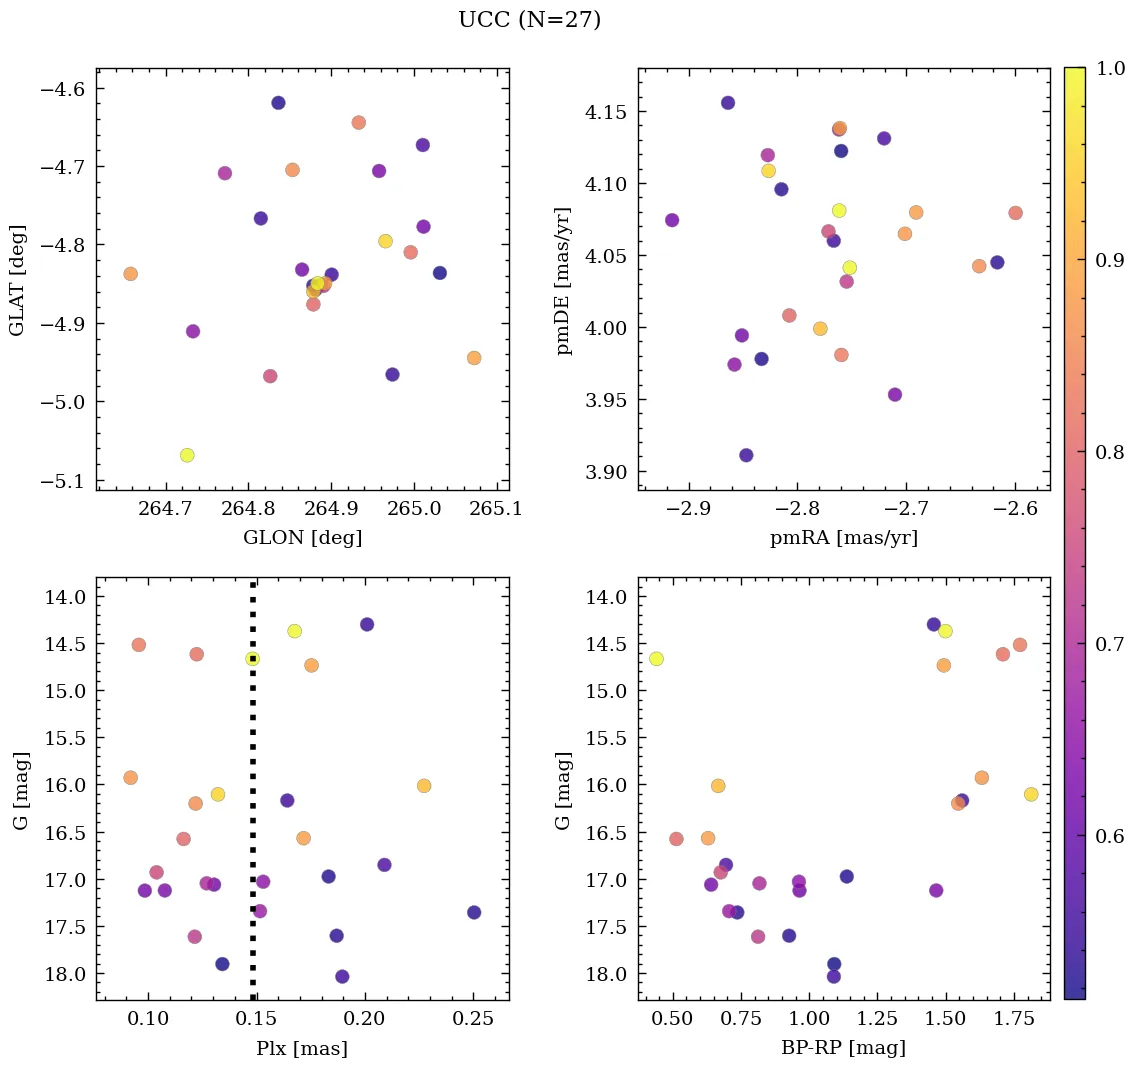 UCC (N=27)
−4.6
−4.7
−4.8
−4.9
−5.0
−5.1
GLAT [deg]
264.7 264.8 264.9 265.0 265.1
GLON [deg]
4.15
4.10
4.05
4.00
3.95
3.90
pmDE [mas/yr]
−2.9 −2.8 −2.7 −2.6
pmRA [mas/yr]
14.0
14.5
15.0
15.5
16.0
16.5
17.0
17.5
18.0
G [mag]
0.10 0.15 0.20 0.25
Plx [mas]
14.0
14.5
15.0
15.5
16.0
16.5
17.0
17.5
18.0
G [mag]
0.50 0.75 1.00 1.25 1.50 1.75
BP-RP [mag]
1.0
0.9
0.8
0.7
0.6